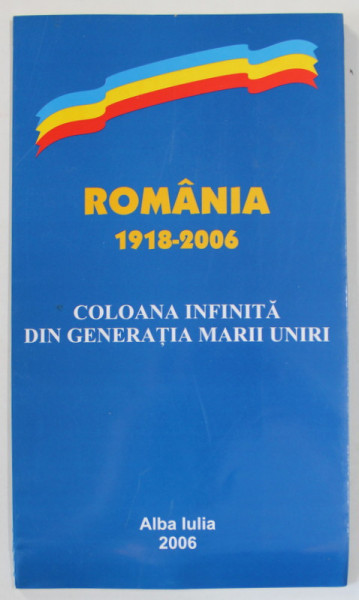 ROMÂNIA
1918-2006
COLOANA INFINITĂ
DIN GENERAȚIA MARII UNIRI
Alba Iulia
2006